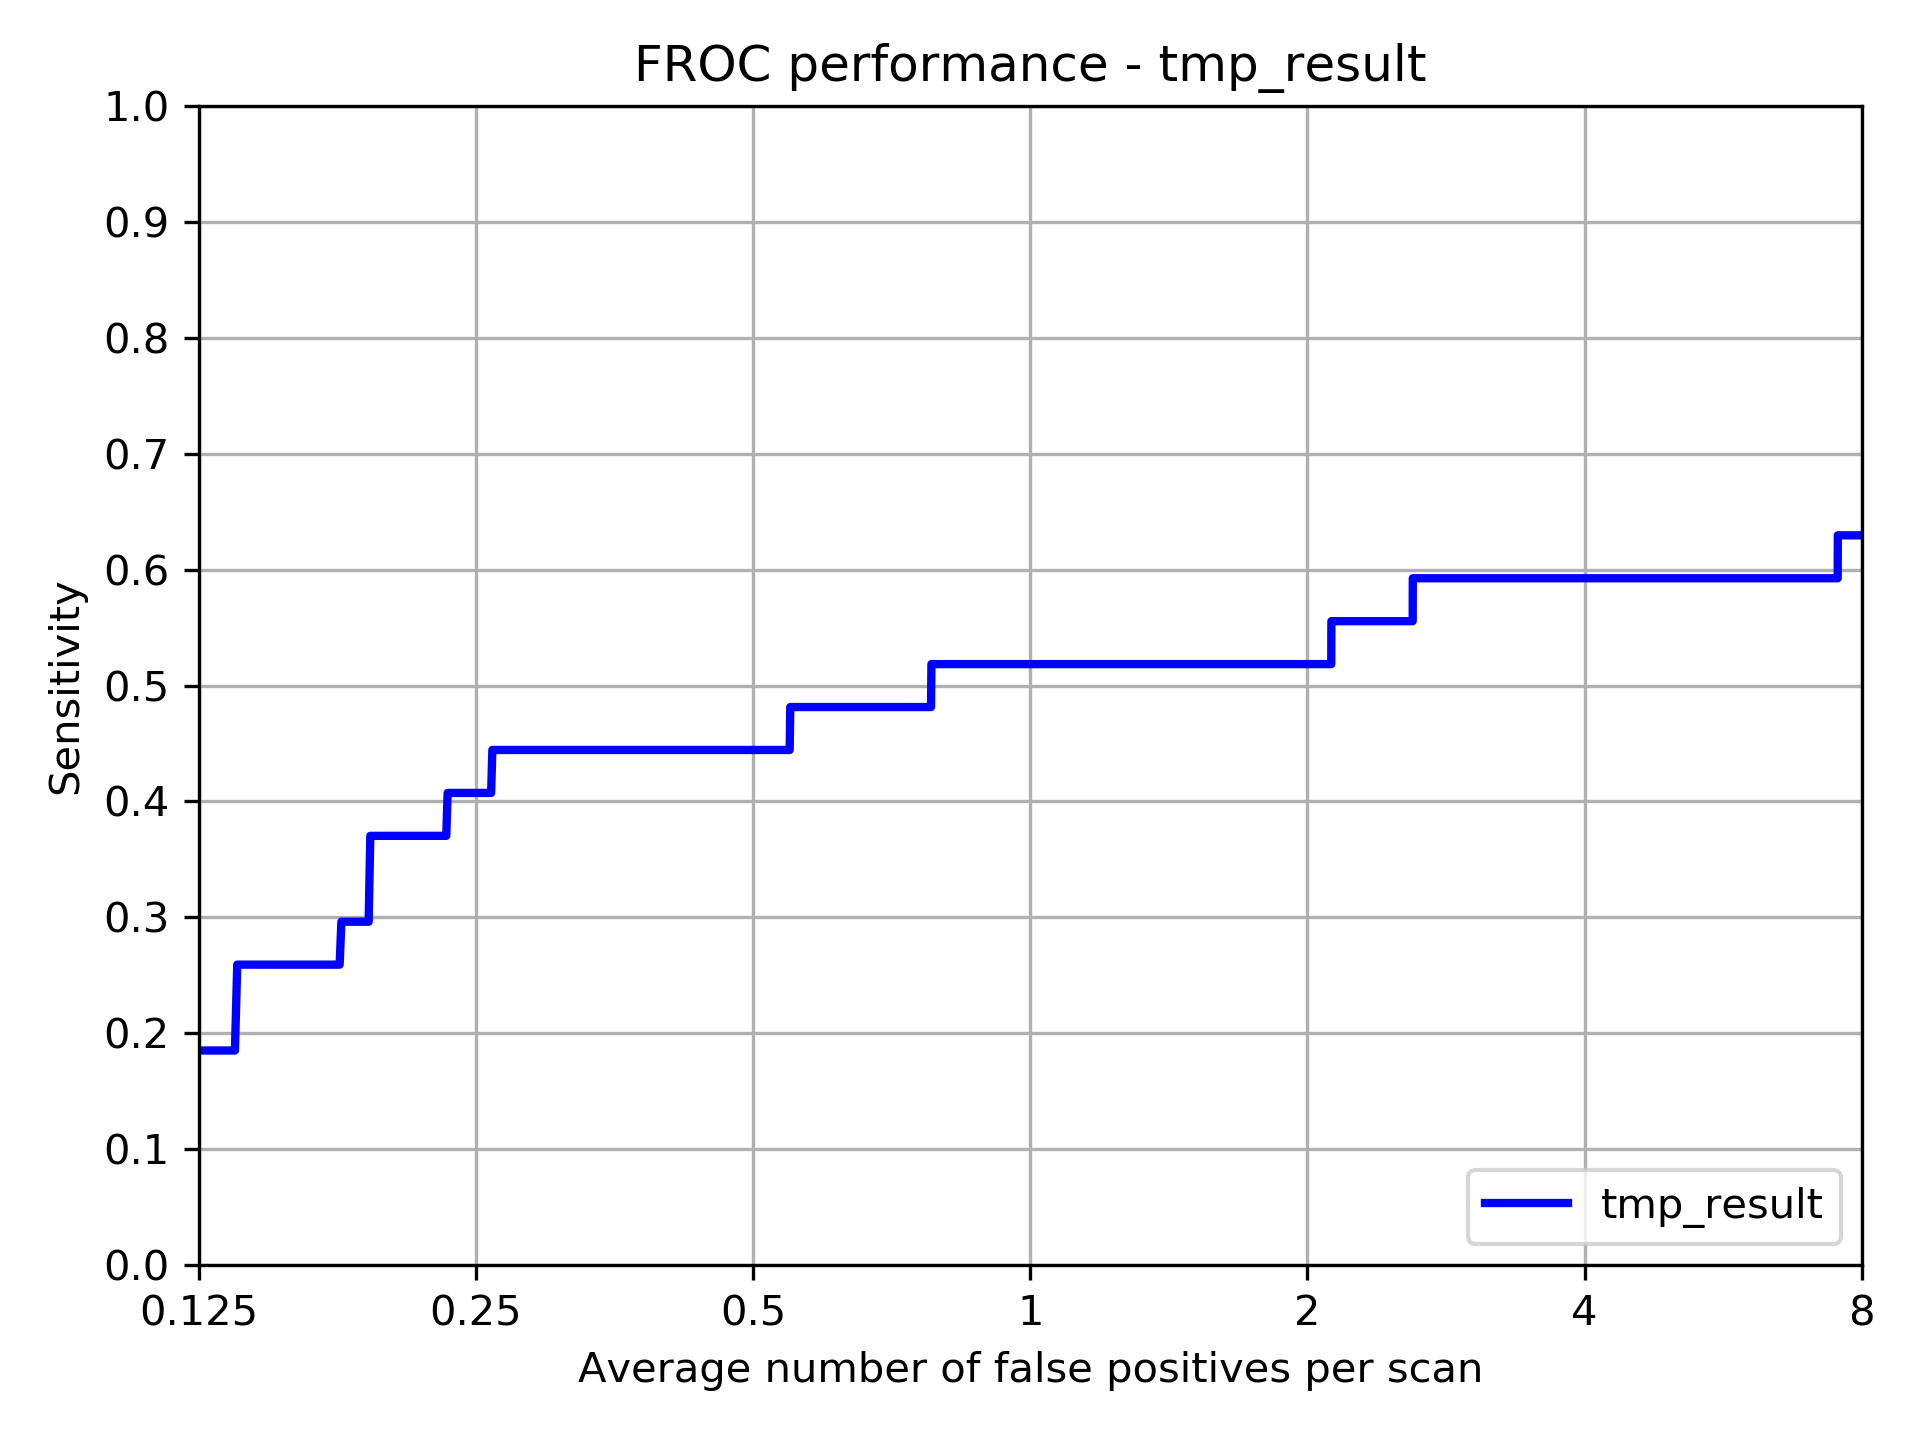 FROC performance - tmp_result
1.0
0.9
0.8
0.7
0.6
0.5
0.4
0.3
0.2
0.1
0.0
Sensitivity
tmp_result
0.125 0.25 0.5 1 2 4 8
Average number of false positives per scan